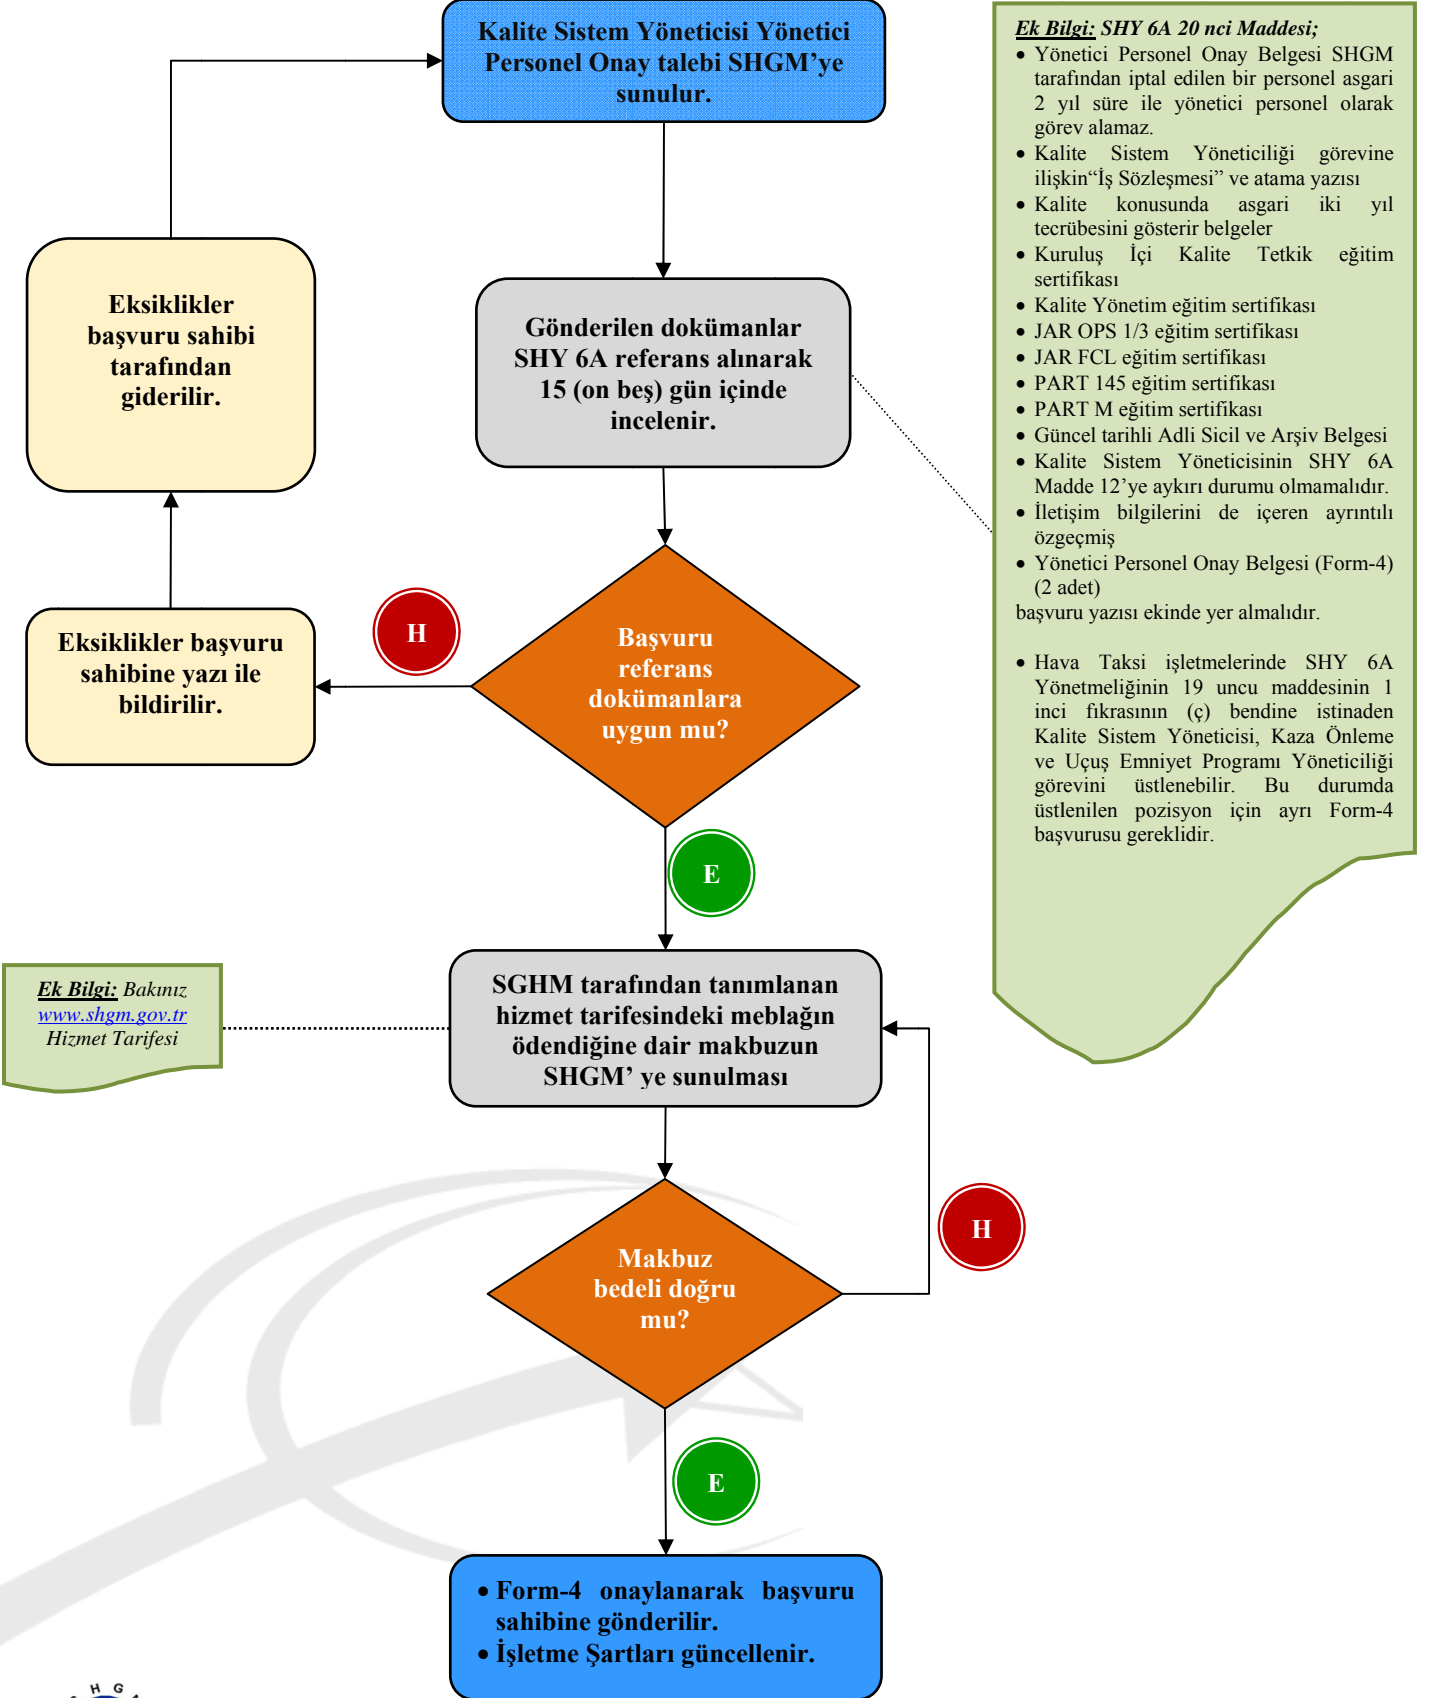 Kalite Sistem Yöneticisi Yönetici
Personel Onay talebi SHGM’ye
sunulur.
Ek Bilgi: SHY 6A 20 nci Maddesi;
• Yönetici Personel Onay Belgesi SHGM
tarafından iptal edilen bir personel asgari
2 yıl süre ile yönetici personel olarak
görev alamaz.
• Kalite Sistem Yöneticiliği görevine
ilişkin“İş Sözleşmesi” ve atama yazısı
• Kalite konusunda asgari iki yıl
tecrübesini gösterir belgeler
• Kuruluş İçi Kalite Tetkik eğitim
sertifikası
• Kalite Yönetim eğitim sertifikası
• JAR OPS 1/3 eğitim sertifikası
• JAR FCL eğitim sertifikası
• PART 145 eğitim sertifikası
• PART M eğitim sertifikası
• Güncel tarihli Adli Sicil ve Arşiv Belgesi
• Kalite Sistem Yöneticisinin SHY 6A
Madde 12’ye aykırı durumu olmamalıdır.
• İletişim bilgilerini de içeren ayrıntılı
özgeçmiş
• Yönetici Personel Onay Belgesi (Form-4)
(2 adet)
başvuru yazısı ekinde yer almalıdır.
• Hava Taksi işletmelerinde SHY 6A
Yönetmeliğinin 19 uncu maddesinin 1
inci fıkrasının (ç) bendine istinaden
Kalite Sistem Yöneticisi, Kaza Önleme
ve Uçuş Emniyet Programı Yöneticiliği
görevini üstlenebilir. Bu durumda
üstlenilen pozisyon için ayrı Form-4
başvurusu gereklidir.
Eksiklikler
başvuru sahibi
tarafından
giderilir.
Gönderilen dokümanlar
SHY 6A referans alınarak
15 (on beş) gün içinde
incelenir.
Eksiklikler başvuru
sahibine yazı ile
bildirilir.
H
Başvuru
referans
dokümanlara
uygun mu?
E
Ek Bilgi: Bakınız
www.shgm.gov.tr
Hizmet Tarifesi
SGHM tarafından tanımlanan
hizmet tarifesindeki meblağın
ödendiğine dair makbuzun
SHGM’ ye sunulması
H
Makbuz
bedeli doğru
mu?
E
• Form-4 onaylanarak başvuru
sahibine gönderilir.
• İşletme Şartları güncellenir.